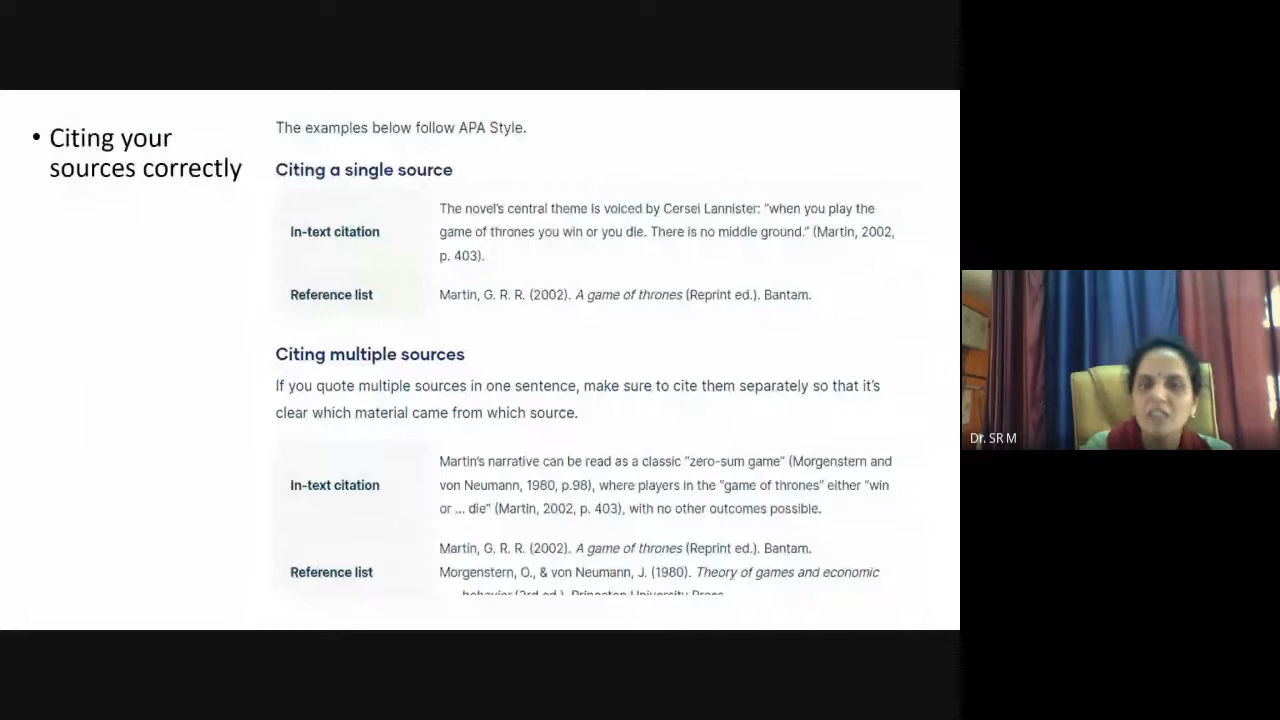 • Citing your
sources correctly
The examples below follow APA Style.
Citing a single source
In-text citation
The novel's central theme is voiced by Cersei Lannister: "when you play the
game of thrones you win or you die. There is no middle ground." (Martin, 2002,
p. 403).
Reference list
Martin, G. R. R. (2002). A game of thrones (Reprint ed.). Bantam.
Citing multiple sources
If you quote multiple sources in one sentence, make sure to cite them separately so that it's
clear which material came from which source.
In-text citation
Martin's narrative can be read as a classic "zero-sum game" (Morgenstern and
von Neumann, 1980, p.98), where players in the "game of thrones" either "win
or ... die" (Martin, 2002, p. 403), with no other outcomes possible.
Reference list
Martin, G. R. R. (2002). A game of thrones (Reprint ed.). Bantam.
Morgenstern, O., & von Neumann, J. (1980). Theory of games and economic
behavior (3rd ed.). Princeton University Press.
Dr. SR M